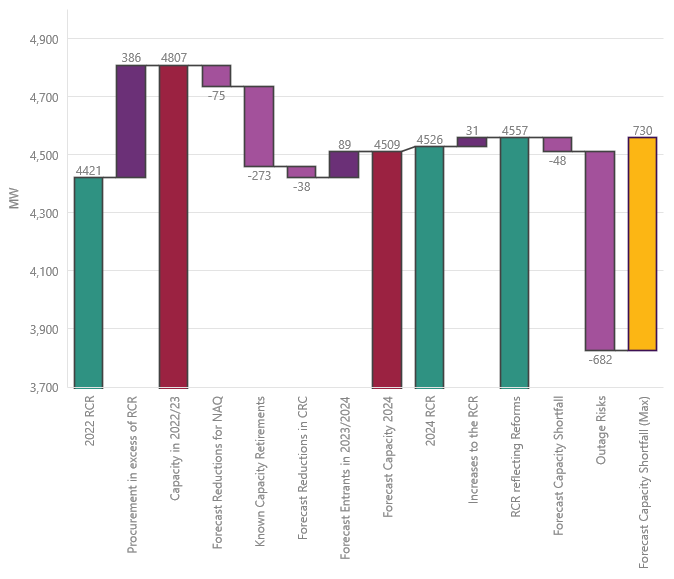 4,900
4,700
4,500
4,300
4,100
3,900
3,700
MW
4421
386
4807
-75
-273
-38
89
4509
4526
31
4557
-48
-682
730
2022 RCR
Procurement in excess of RCR
Capacity in 2022/23
Forecast Reductions for NAQ
Known Capacity Retirements
Forecast Reductions in CRC
Forecast Entrants in 2023/2024
Forecast Capacity 2024
2024 RCR
Increases to the RCR
RCR reflecting Reforms
Forecast Capacity Shortfall
Outage Risks
Forecast Capacity Shortfall (Max)